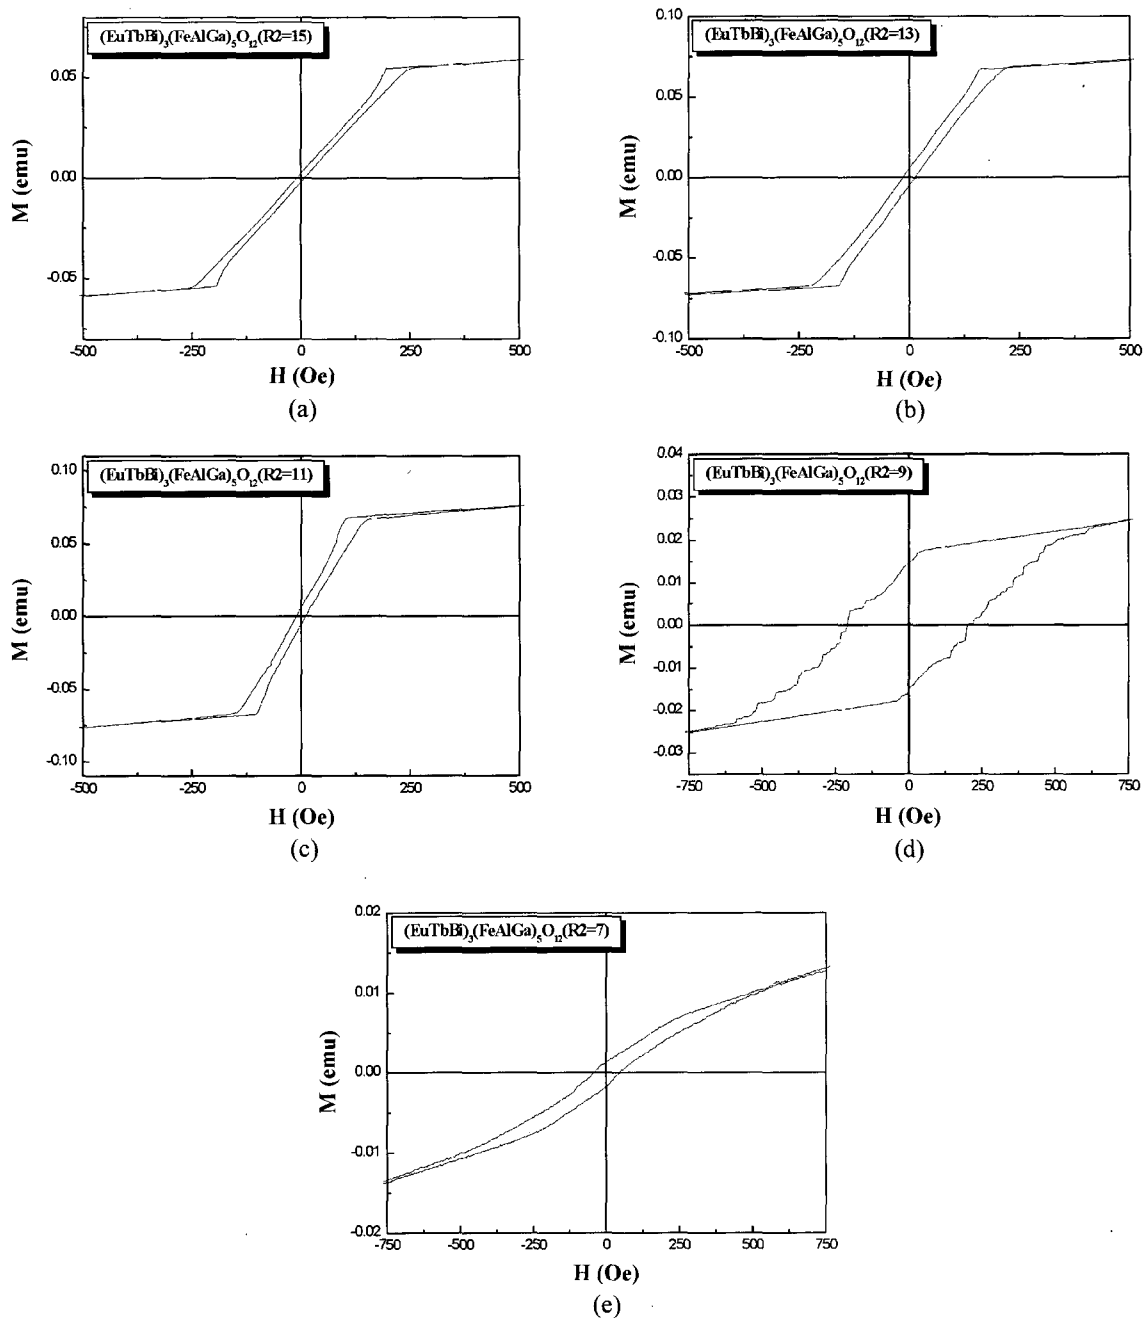 (EuTbBi)₃(FeAlGa)₅O₁₂(R2=15)
0.05
0.00
-0.05
M (emu)
-500
-250
0
250
500
H (Oe)
(a)
(EuTbBi)₃(FeAlGa)₅O₁₂(R2=13)
0.10
0.05
0.00
-0.05
-0.10
M (emu)
-500
-250
0
250
500
H (Oe)
(b)
(EuTbBi)₃(FeAlGa)₅O₁₂(R2=11)
0.10
0.05
0.00
-0.05
-0.10
M (emu)
-500
-250
0
250
500
H (Oe)
(c)
(EuTbBi)₃(FeAlGa)₅O₁₂(R2=9)
0.04
0.03
0.02
0.01
0.00
-0.01
-0.02
-0.03
M (emu)
-750
-500
-250
0
250
500
750
H (Oe)
(d)
(EuTbBi)₃(FeAlGa)₅O₁₂(R2=7)
0.02
0.01
0.00
-0.01
-0.02
M (emu)
-750
-500
-250
0
250
500
750
H (Oe)
(e)